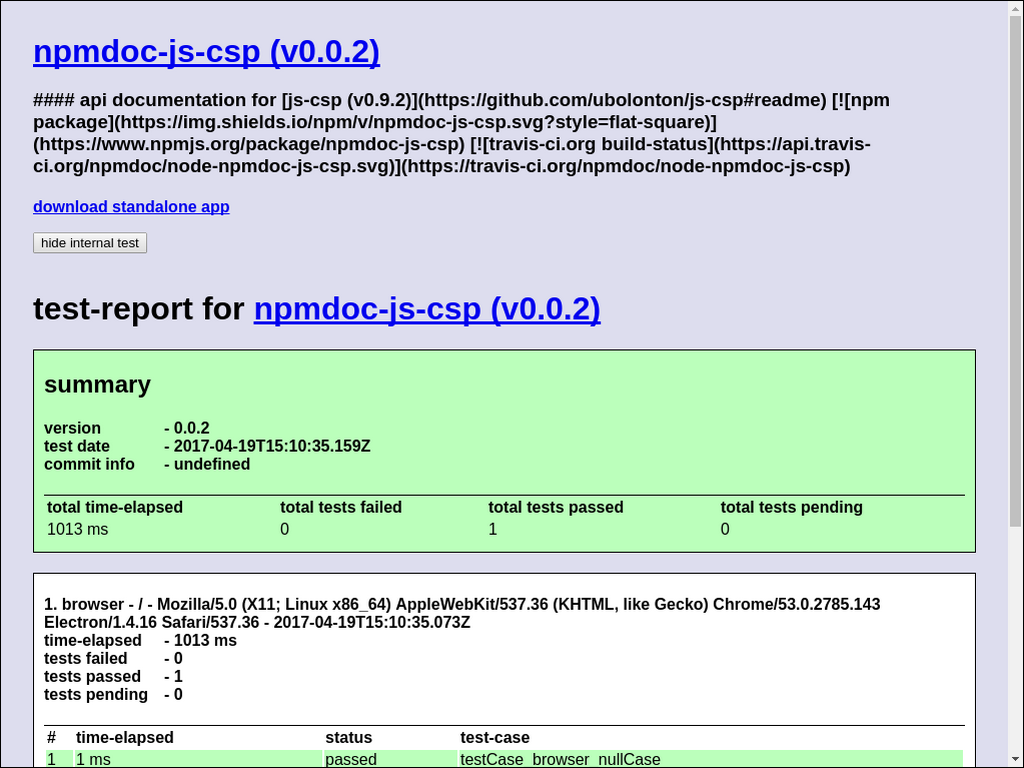 npmdoc-js-csp (v0.0.2)
#### api documentation for [js-csp (v0.9.2)](https://github.com/ubolonton/js-csp#readme) [![npm
package](https://img.shields.io/npm/v/npmdoc-js-csp.svg?style=flat-square)]
(https://www.npmjs.org/package/npmdoc-js-csp) [![travis-ci.org build-status](https://api.travis-
ci.org/npmdoc/node-npmdoc-js-csp.svg)](https://travis-ci.org/npmdoc/node-npmdoc-js-csp)
download standalone app
hide internal test
test-report for npmdoc-js-csp (v0.0.2)
summary
version - 0.0.2
test date - 2017-04-19T15:10:35.159Z
commit info - undefined
total time-elapsed total tests failed total tests passed total tests pending
1013 ms 0 1 0
1. browser - / - Mozilla/5.0 (X11; Linux x86_64) AppleWebKit/537.36 (KHTML, like Gecko) Chrome/53.0.2785.143
Electron/1.4.16 Safari/537.36 - 2017-04-19T15:10:35.073Z
time-elapsed - 1013 ms
tests failed - 0
tests passed - 1
tests pending - 0
# time-elapsed status test-case
1 1 ms passed testCase_browser_nullCase